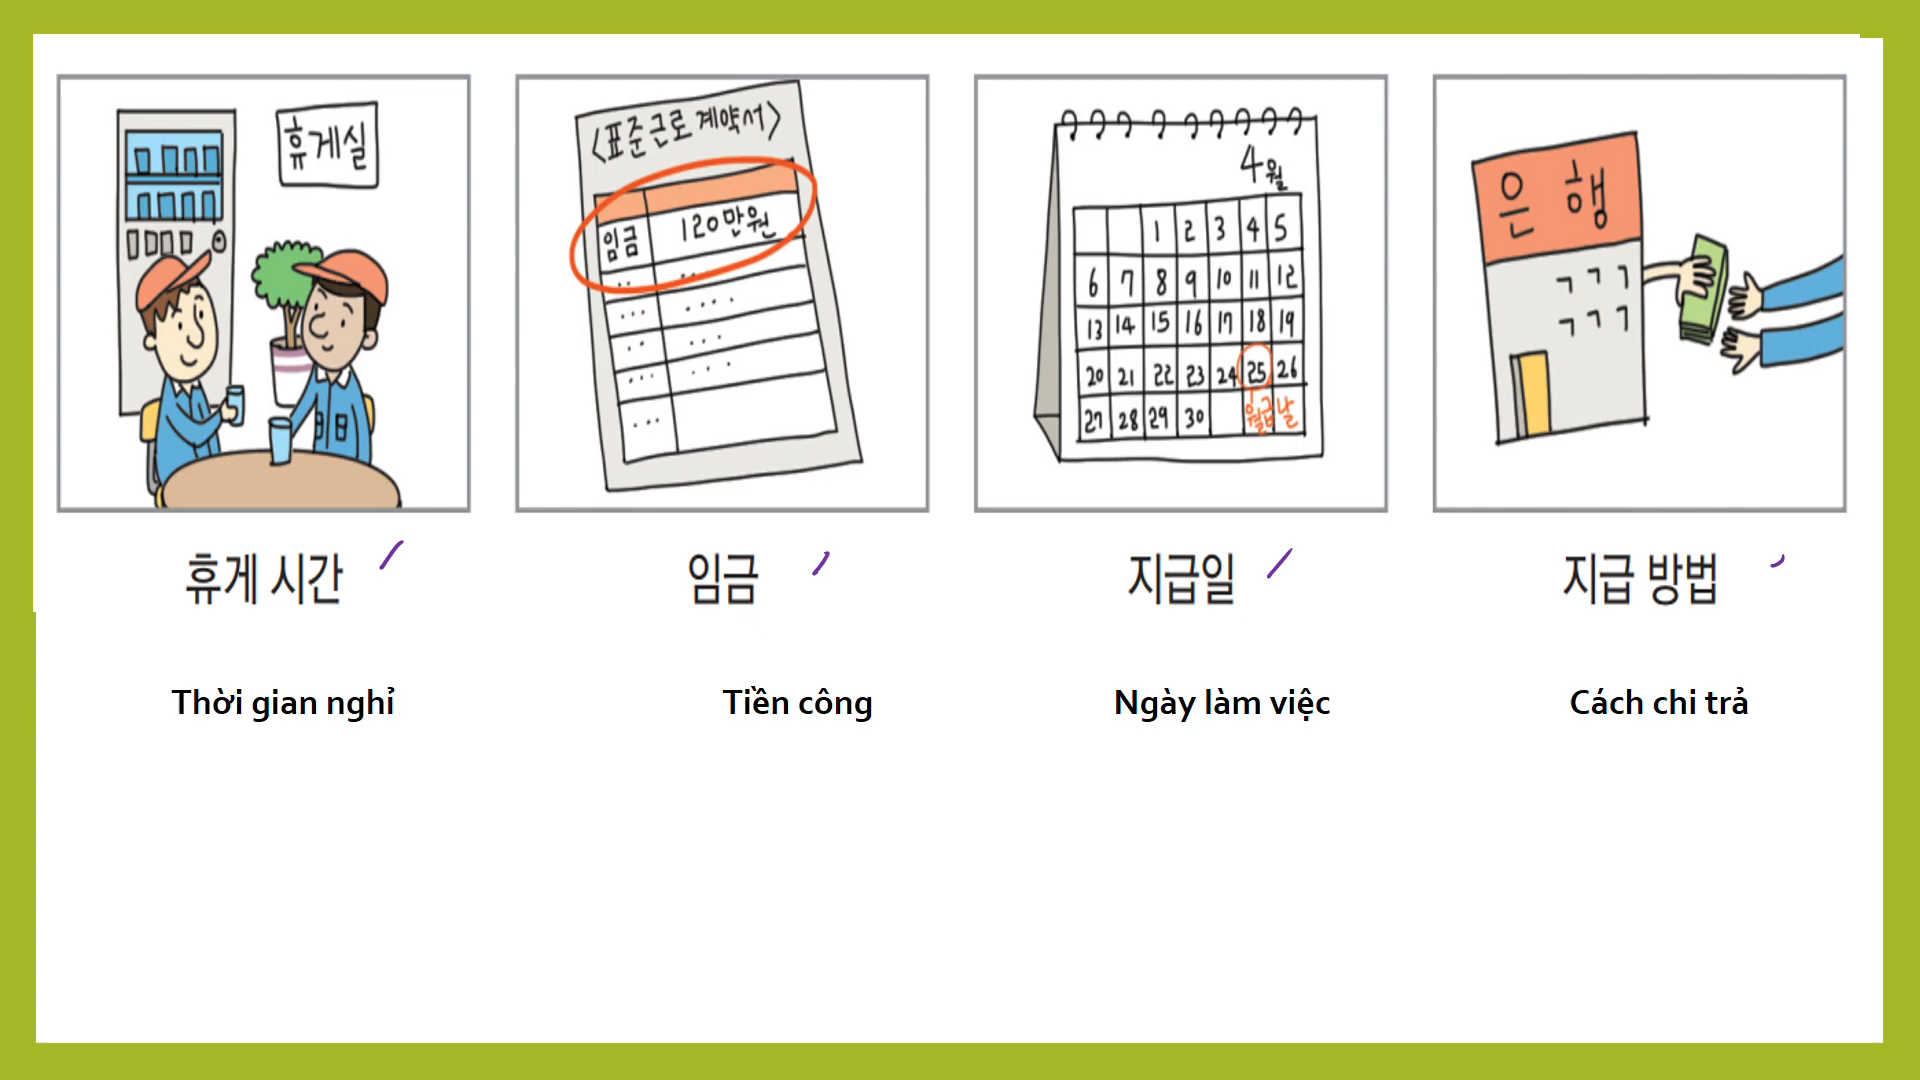 휴게실
<표준근로계약서>
임금 120만원
4월
1 2 3 4 5
6 7 8 9 10 11 12
13 14 15 16 17 18 19
20 21 22 23 24 25 26
27 28 29 30 월급날
은행
ㄱㄱㄱ
ㄱㄱㄱ
휴게 시간
임금
지급일
지급 방법
Thời gian nghỉ
Tiền công
Ngày làm việc
Cách chi trả